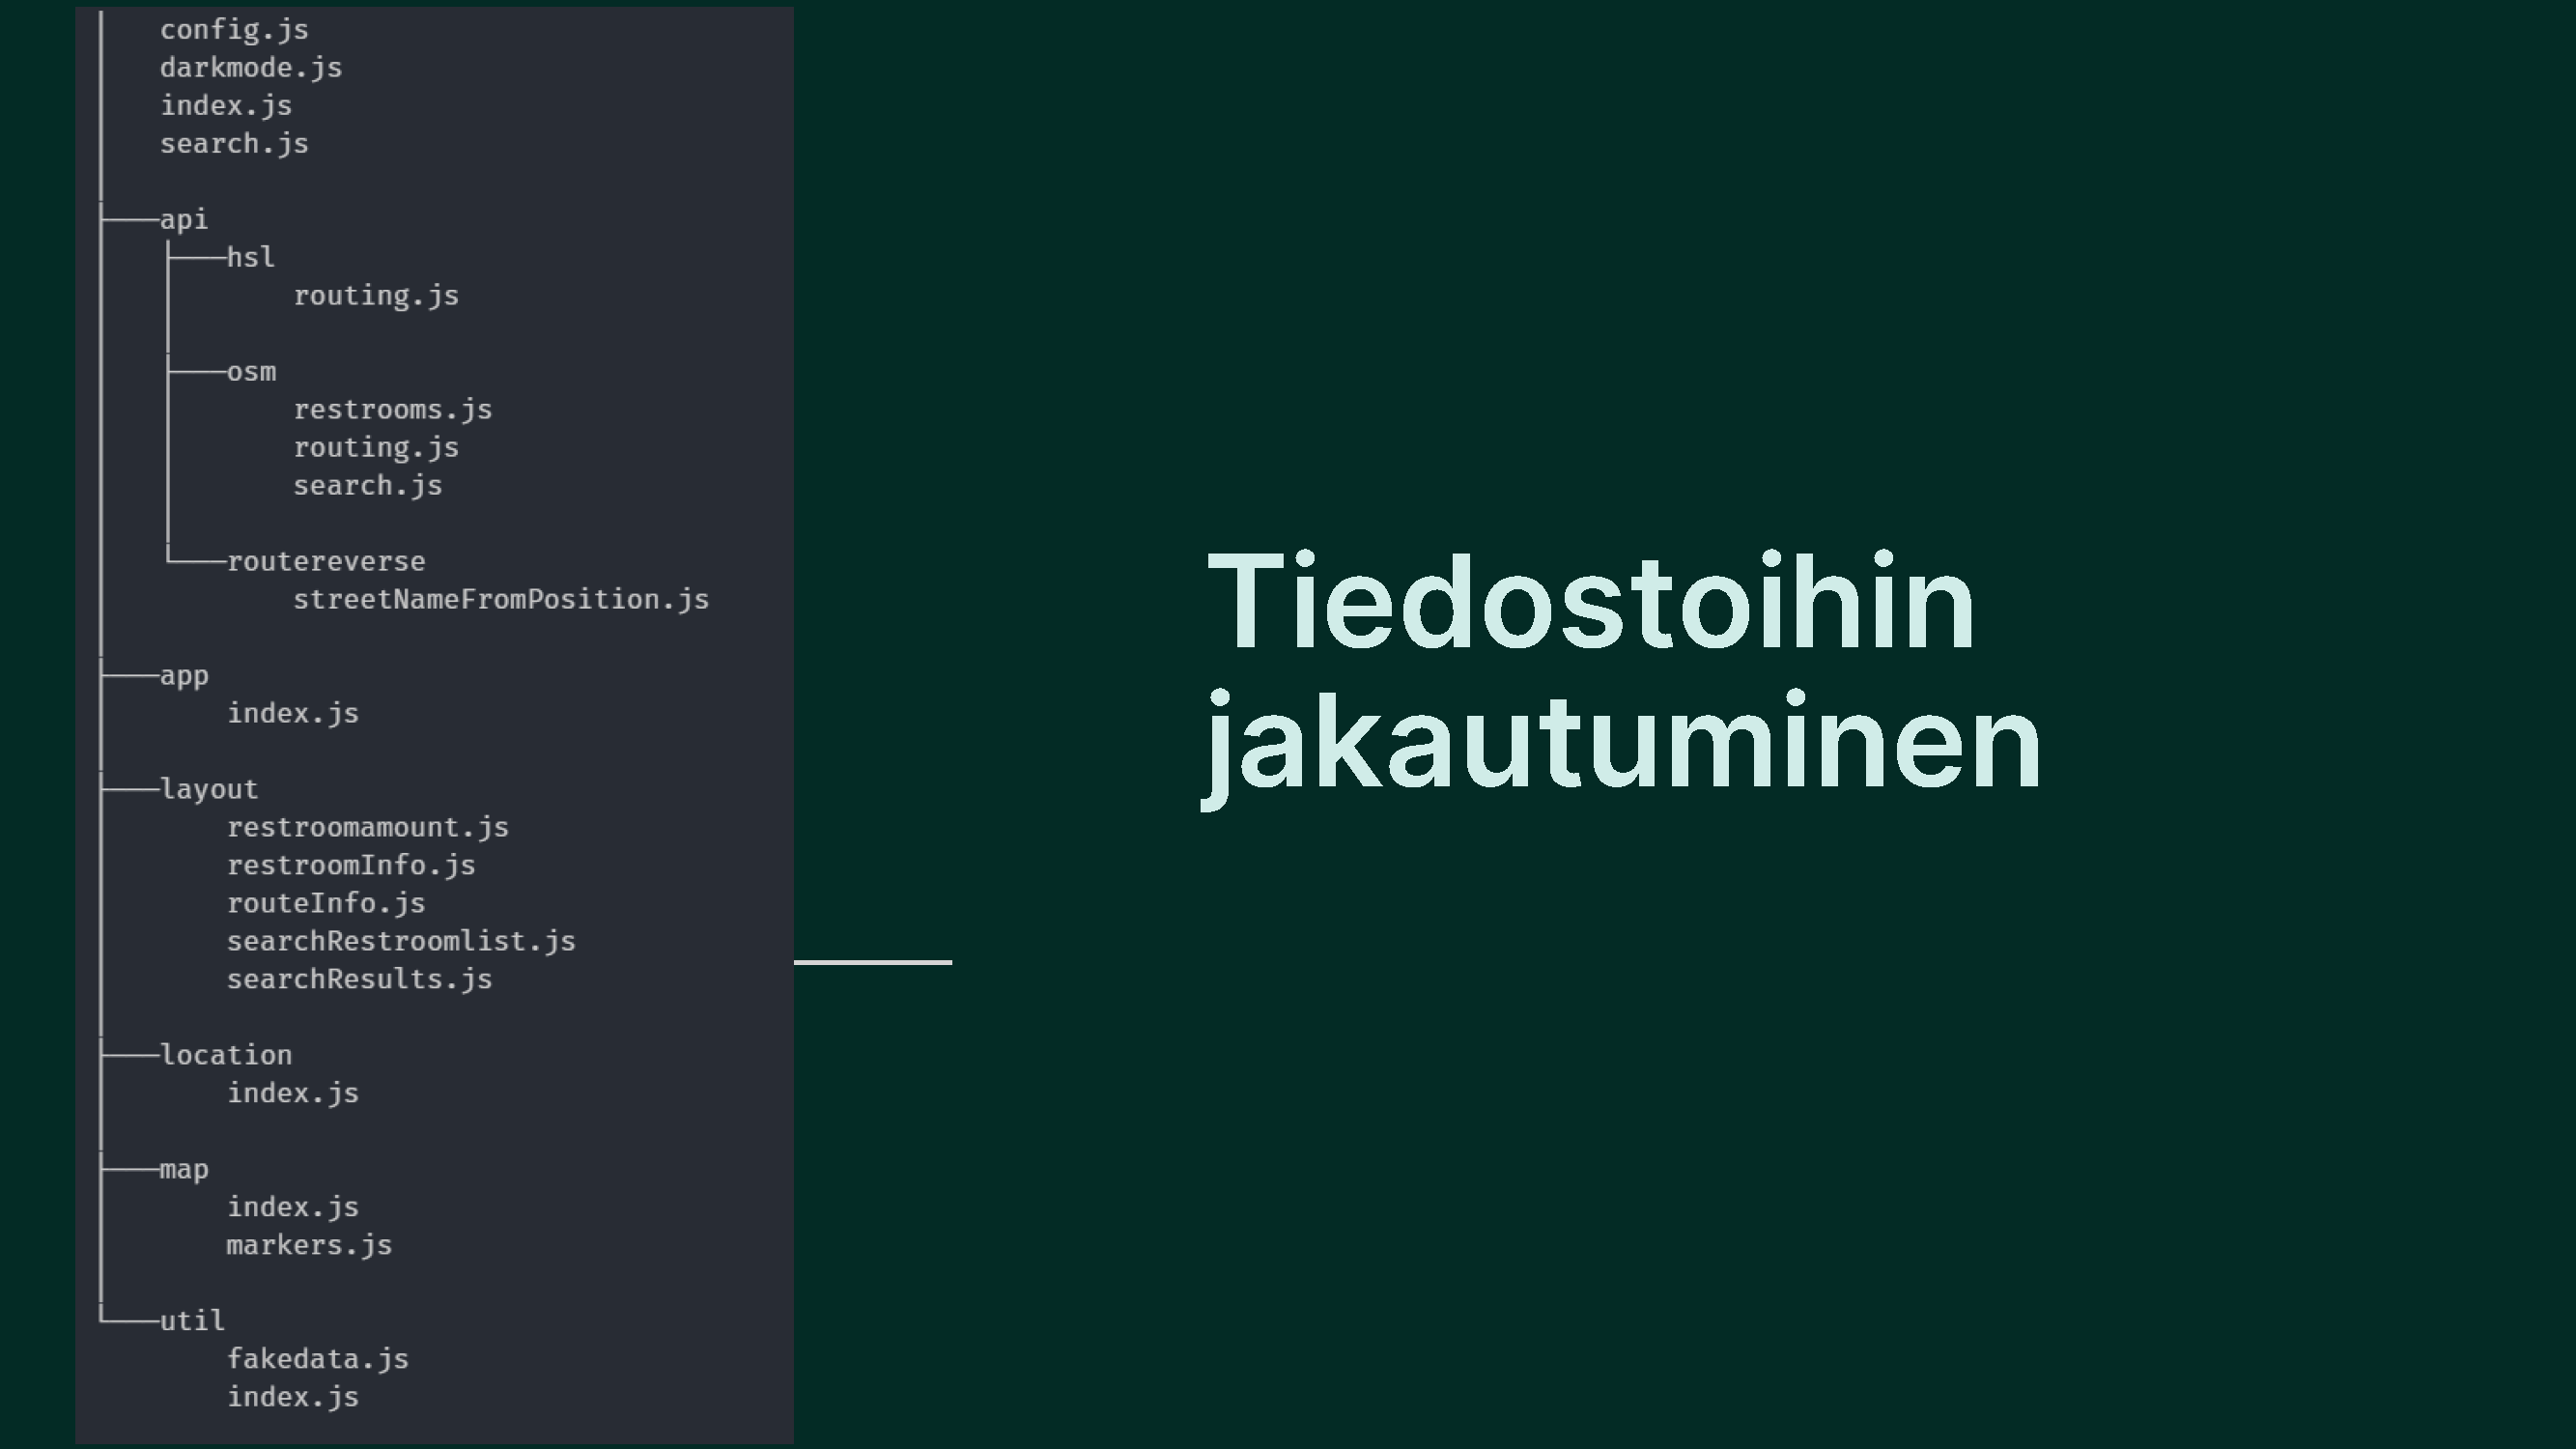 config.js
darkmode.js
index.js
search.js
api
hsl
routing.js
osm
restrooms.js
routing.js
search.js
routereverse
streetNameFromPosition.js
app
index.js
layout
restroomamount.js
restroomInfo.js
routeInfo.js
searchRestroomlist.js
searchResults.js
location
index.js
map
index.js
markers.js
util
fakedata.js
index.js
Tiedostoihin
jakautuminen